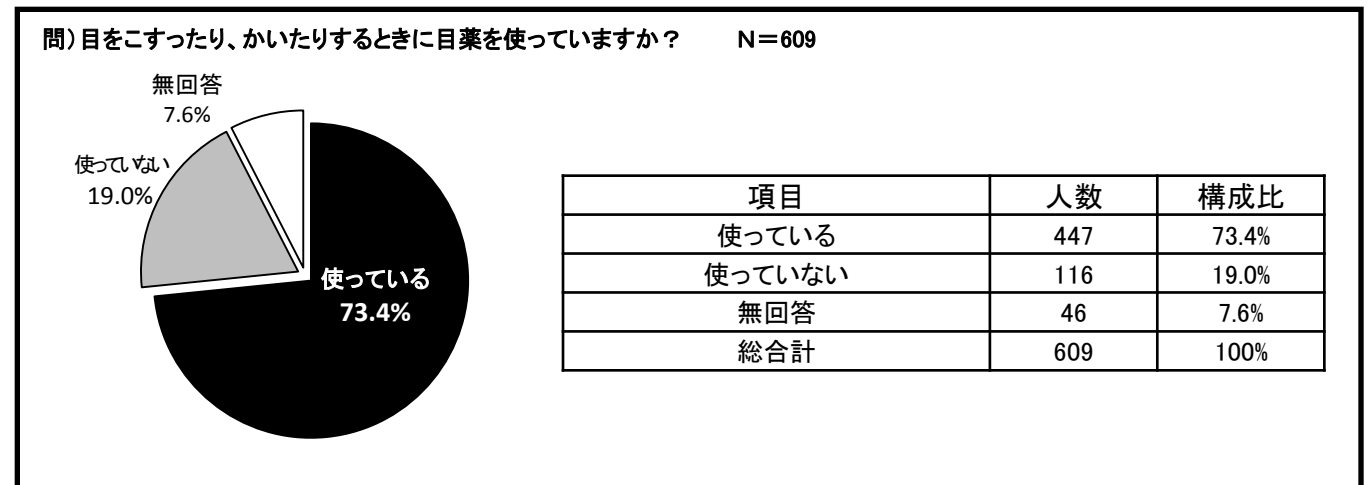 問）目をこすったり、かいたりするときに目薬を使っていますか？　　Ｎ＝609
無回答
7.6%
使っていない
19.0%
使っている
73.4%
項目 人数 構成比
使っている 447 73.4%
使っていない 116 19.0%
無回答 46 7.6%
総合計 609 100%